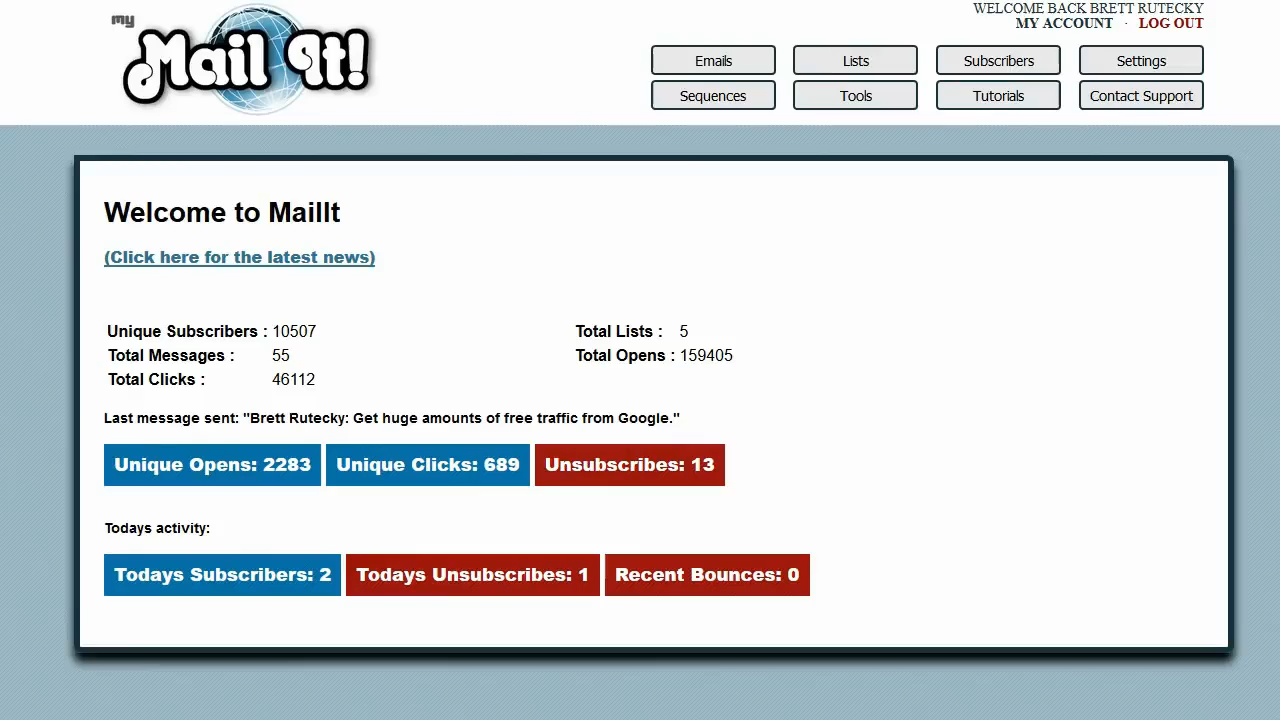 my
Mail It!
WELCOME BACK BRETT RUTECKY
MY ACCOUNT · LOG OUT
Emails Lists Subscribers Settings
Sequences Tools Tutorials Contact Support
Welcome to MailIt
(Click here for the latest news)
Unique Subscribers : 10507 Total Lists : 5
Total Messages : 55 Total Opens : 159405
Total Clicks : 46112
Last message sent: "Brett Rutecky: Get huge amounts of free traffic from Google."
Unique Opens: 2283 Unique Clicks: 689 Unsubscribes: 13
Todays activity:
Todays Subscribers: 2 Todays Unsubscribes: 1 Recent Bounces: 0